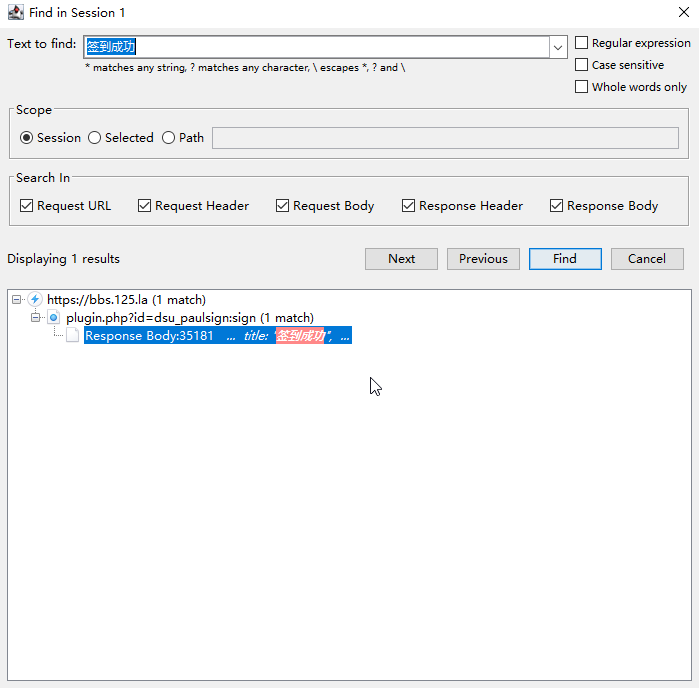 Find in Session 1
Text to find: 签到成功
Regular expression
* matches any string, ? matches any character, \ escapes *, ? and \
Case sensitive
Whole words only
Scope
Session Selected Path
Search In
Request URL Request Header Request Body Response Header Response Body
Displaying 1 results Next Previous Find Cancel
https://bbs.125.la (1 match)
plugin.php?id=dsu_paulsign:sign (1 match)
Response Body:35181 ... title: "签到成功", ...